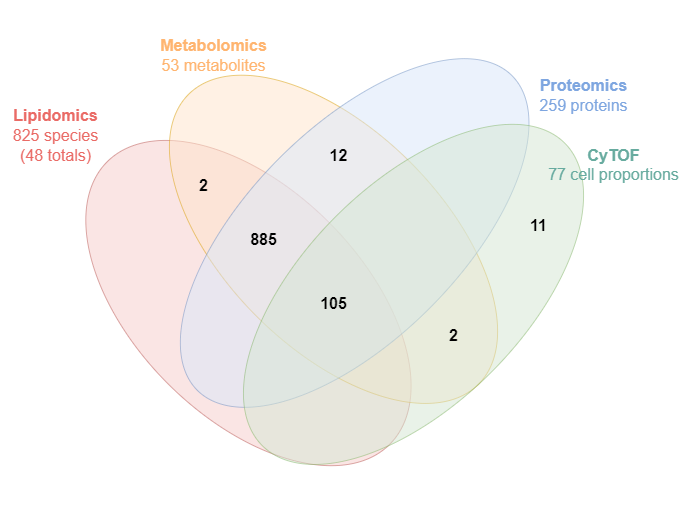 Metabolomics
53 metabolites
Proteomics
259 proteins
Lipidomics
825 species
(48 totals)
CyTOF
77 cell proportions
12
2
11
885
105
2